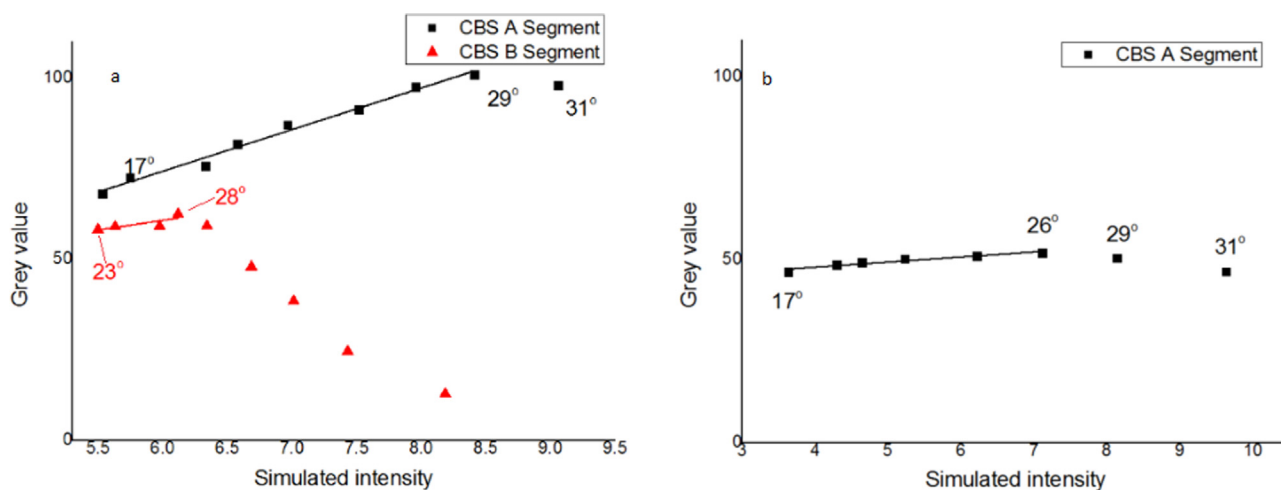 CBS A Segment
CBS B Segment
a
100
50
0
Grey value
17°
29°
31°
28°
23°
5.5 6.0 6.5 7.0 7.5 8.0 8.5 9.0 9.5
Simulated intensity
CBS A Segment
b
100
50
0
Grey value
26°
29°
31°
17°
3 4 5 6 7 8 9 10
Simulated intensity